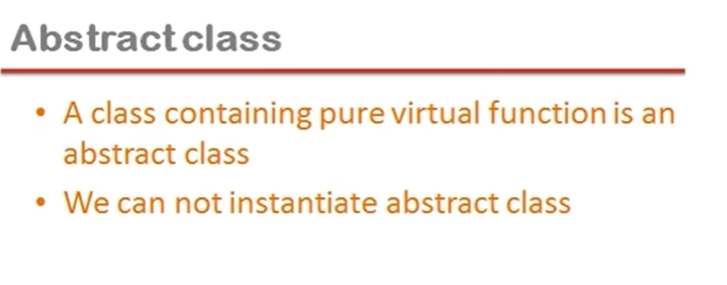 Abstract class
• A class containing pure virtual function is an
abstract class
• We can not instantiate abstract class